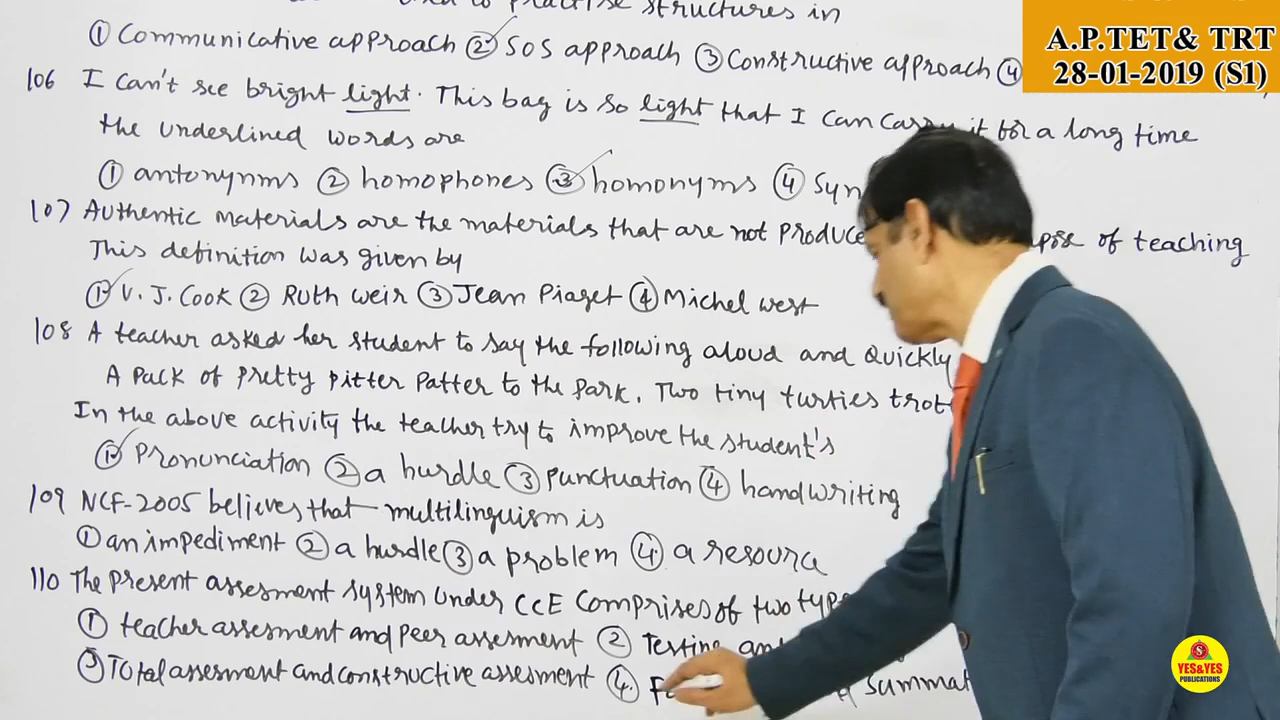 to practise structures in
① Communicative approach ② SOS approach ③ Constructive approach ④
106 I can't see bright light. This bag is so light that I can carry it for a long time
the underlined words are
① antonynms ② homophones ③ homonyms ④ Syn
107 Authentic materials are the materials that are not produce of teaching
This definition was given by
① V. J. Cook ② Ruth weir ③ Jean Piaget ④ Michel west
108 A teacher asked her student to say the following aloud and Quickly
A pack of pretty pitter patter to the park. Two tiny turtles trot
In the above activity the teacher try to improve the student's
① Pronunciation ② a hurdle ③ punctuation ④ handwriting
109 NCF-2005 believes that multilinguism is
① an impediment ② a hurdle ③ a problem ④ a resource
110 The present assesment system under CCE comprises of two type
① teacher assesment and peer assesment ② Testing an
③ Total assesment and constructive assesment ④ summat
A.P.TET& TRT
28-01-2019 (S1)
YES&YES
PUBLICATIONS